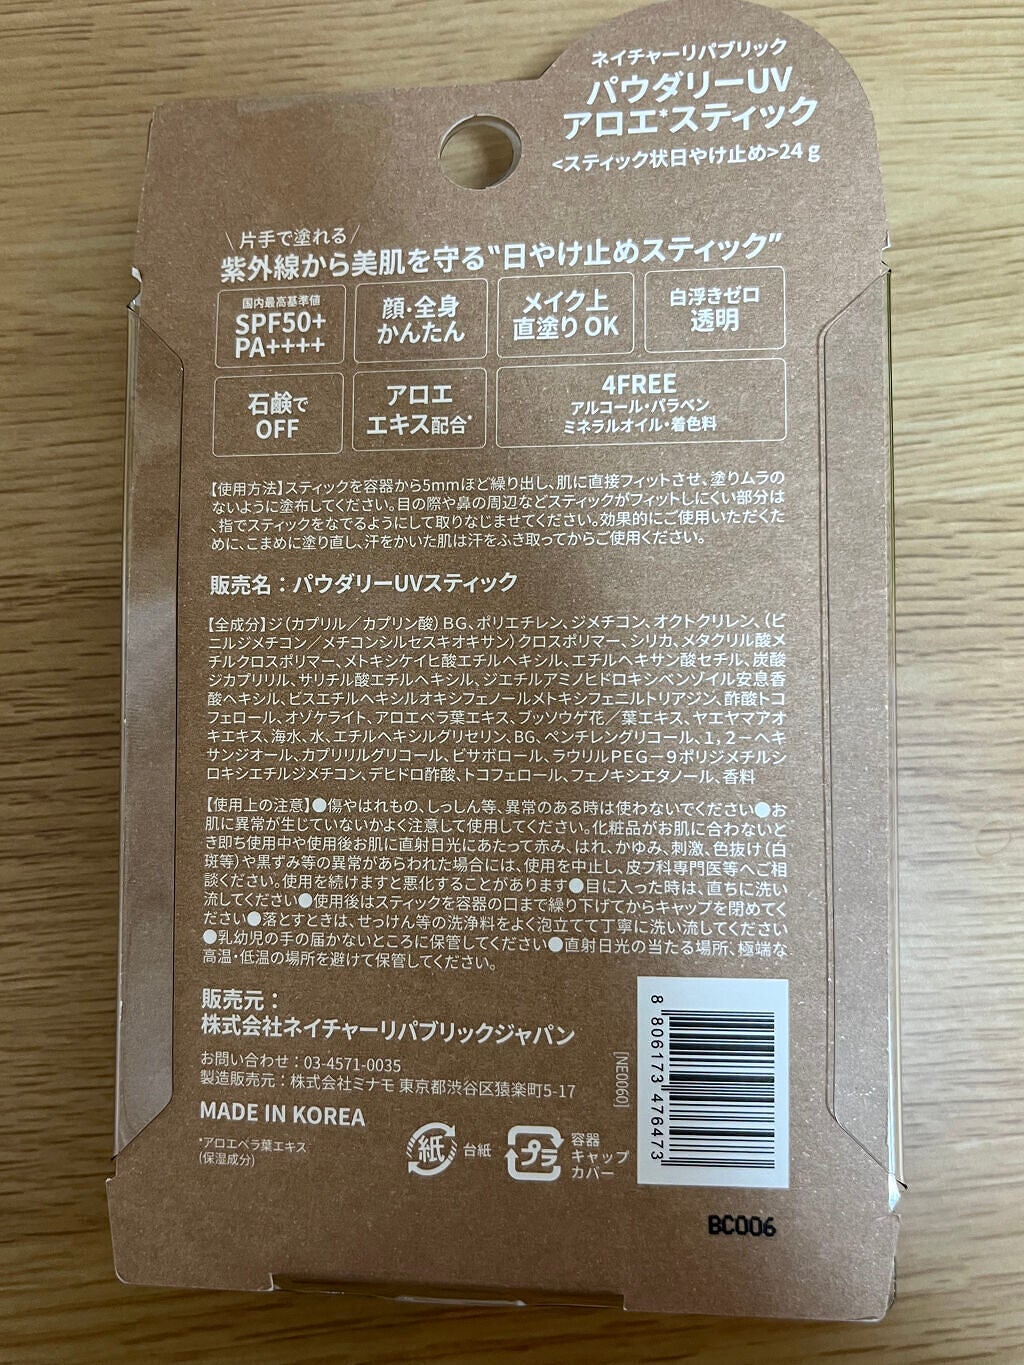 ネイチャーリパブリック
パウダリーUV
アロエ*スティック
<スティック状日やけ止め>24g
\ 片手で塗れる /
紫外線から美肌を守る“日やけ止めスティック”
国内最高基準値
SPF50+
PA++++
顔・全身
かんたん
メイク上
直塗りOK
白浮きゼロ
透明
石鹸で
OFF
アロエ
エキス配合*
4FREE
アルコール・パラベン
ミネラルオイル・着色料
【使用方法】スティックを容器から5mmほど繰り出し、肌に直接フィットさせ、塗りムラの
ないように塗布してください。目の際や鼻の周辺などスティックがフィットしにくい部分は
、指でスティックをなでるようにして取りなじませてください。効果的にご使用いただくた
めに、こまめに塗り直し、汗をかいた肌は汗をふき取ってからご使用ください。
販売名：パウダリーUVスティック
【全成分】ジ（カプリル／カプリン酸）BG、ポリエチレン、ジメチコン、オクトクリレン、（ビ
ニルジメチコン／メチコンシルセスキオキサン）クロスポリマー、シリカ、メタクリル酸メ
チルクロスポリマー、メトキシケイヒ酸エチルヘキシル、エチルヘキサン酸セチル、炭酸
ジカプリリル、サリチル酸エチルヘキシル、ジエチルアミノヒドロキシベンゾイル安息香
酸ヘキシル、ビスエチルヘキシルオキシフェノールメトキシフェニルトリアジン、酢酸トコ
フェロール、オゾケライト、アロエベラ葉エキス、ブッソウゲ花／葉エキス、ヤエヤマアオ
キエキス、海水、水、エチルヘキシルグリセリン、BG、ペンチレングリコール、1，2－ヘキ
サンジオール、カプリリルグリコール、ビサボロール、ラウリルPEG－9ポリジメチルシ
ロキシエチルジメチコン、デヒドロ酢酸、トコフェロール、フェノキシエタノール、香料
【使用上の注意】●傷やはれもの、しっしん等、異常のある時は使わないでください●お
肌に異常が生じていないかよく注意して使用してください。化粧品がお肌に合わないと
き即ち使用中や使用後お肌に直射日光にあたって赤み、はれ、かゆみ、刺激、色抜け（白
斑等）や黒ずみ等の異常があらわれた場合には、使用を中止し、皮フ科専門医等へご相
談ください。使用を続けますと悪化することがあります●目に入った時は、直ちに洗い
流してください●使用後はスティックを容器の口まで繰り下げてからキャップを閉めてく
ださい●落とすときは、せっけん等の洗浄料をよく泡立てて丁寧に洗い流してください
●乳幼児の手の届かないところに保管してください●直射日光の当たる場所、極端な
高温・低温の場所を避けて保管してください。
販売元：
株式会社ネイチャーリパブリックジャパン
お問い合わせ：03-4571-0035
製造販売元：株式会社ミナモ 東京都渋谷区猿楽町5-17
MADE IN KOREA
*アロエベラ葉エキス
(保湿成分)
紙
台紙
プラ
容器
キャップ
カバー
[NE0060]
8 806173 476473
BC006